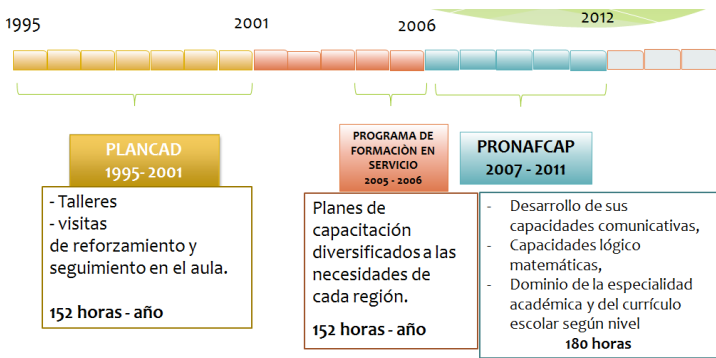 1995
2001
2006
2012
PLANCAD
1995- 2001
- Talleres
- visitas
de reforzamiento y
seguimiento en el aula.
152 horas - año
PROGRAMA DE
FORMACIÒN EN
SERVICIO
2005 - 2006
Planes de
capacitación
diversificados a las
necesidades de
cada región.
152 horas - año
PRONAFCAP
2007 - 2011
- Desarrollo de sus
capacidades comunicativas,
- Capacidades lógico
matemáticas,
- Dominio de la especialidad
académica y del currículo
escolar según nivel
180 horas